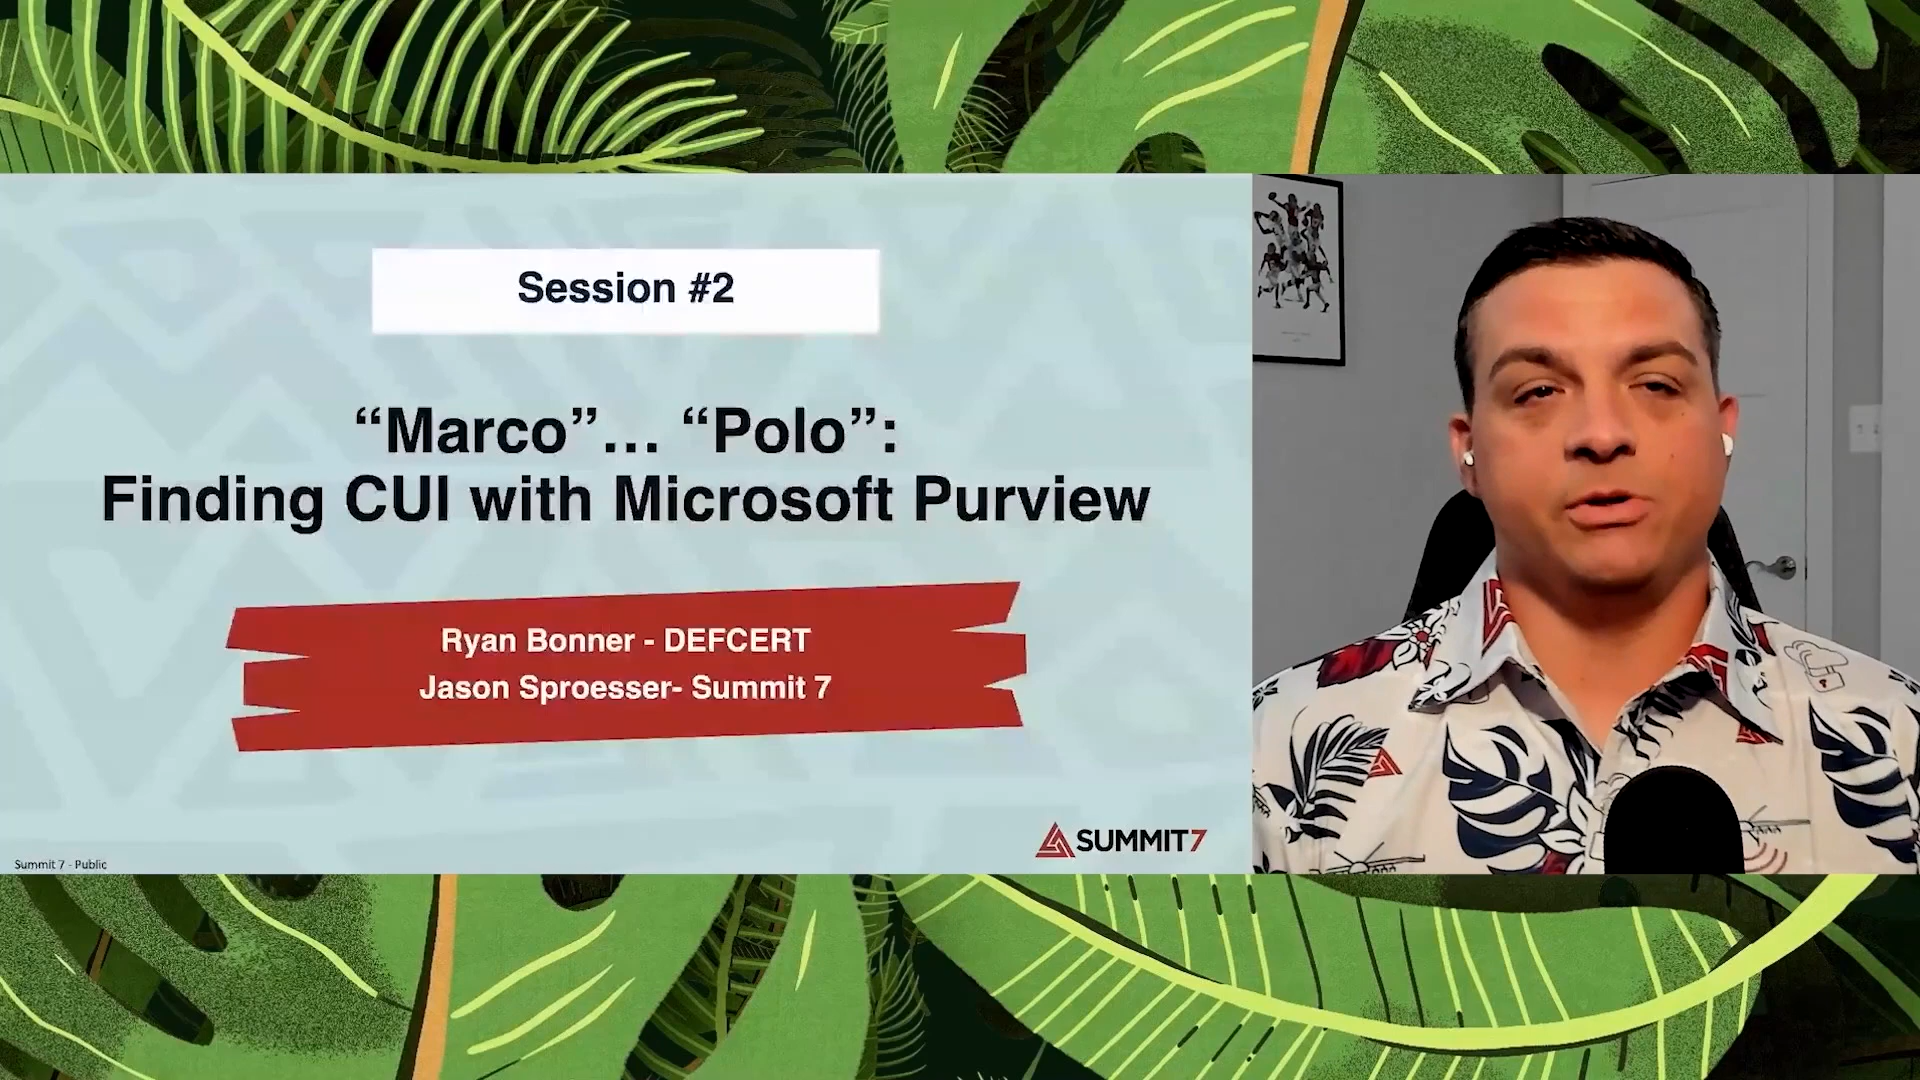 Session #2
“Marco”… “Polo”:
Finding CUI with Microsoft Purview
Ryan Bonner - DEFCERT
Jason Sproesser- Summit 7
SUMMIT7
Summit 7 - Public